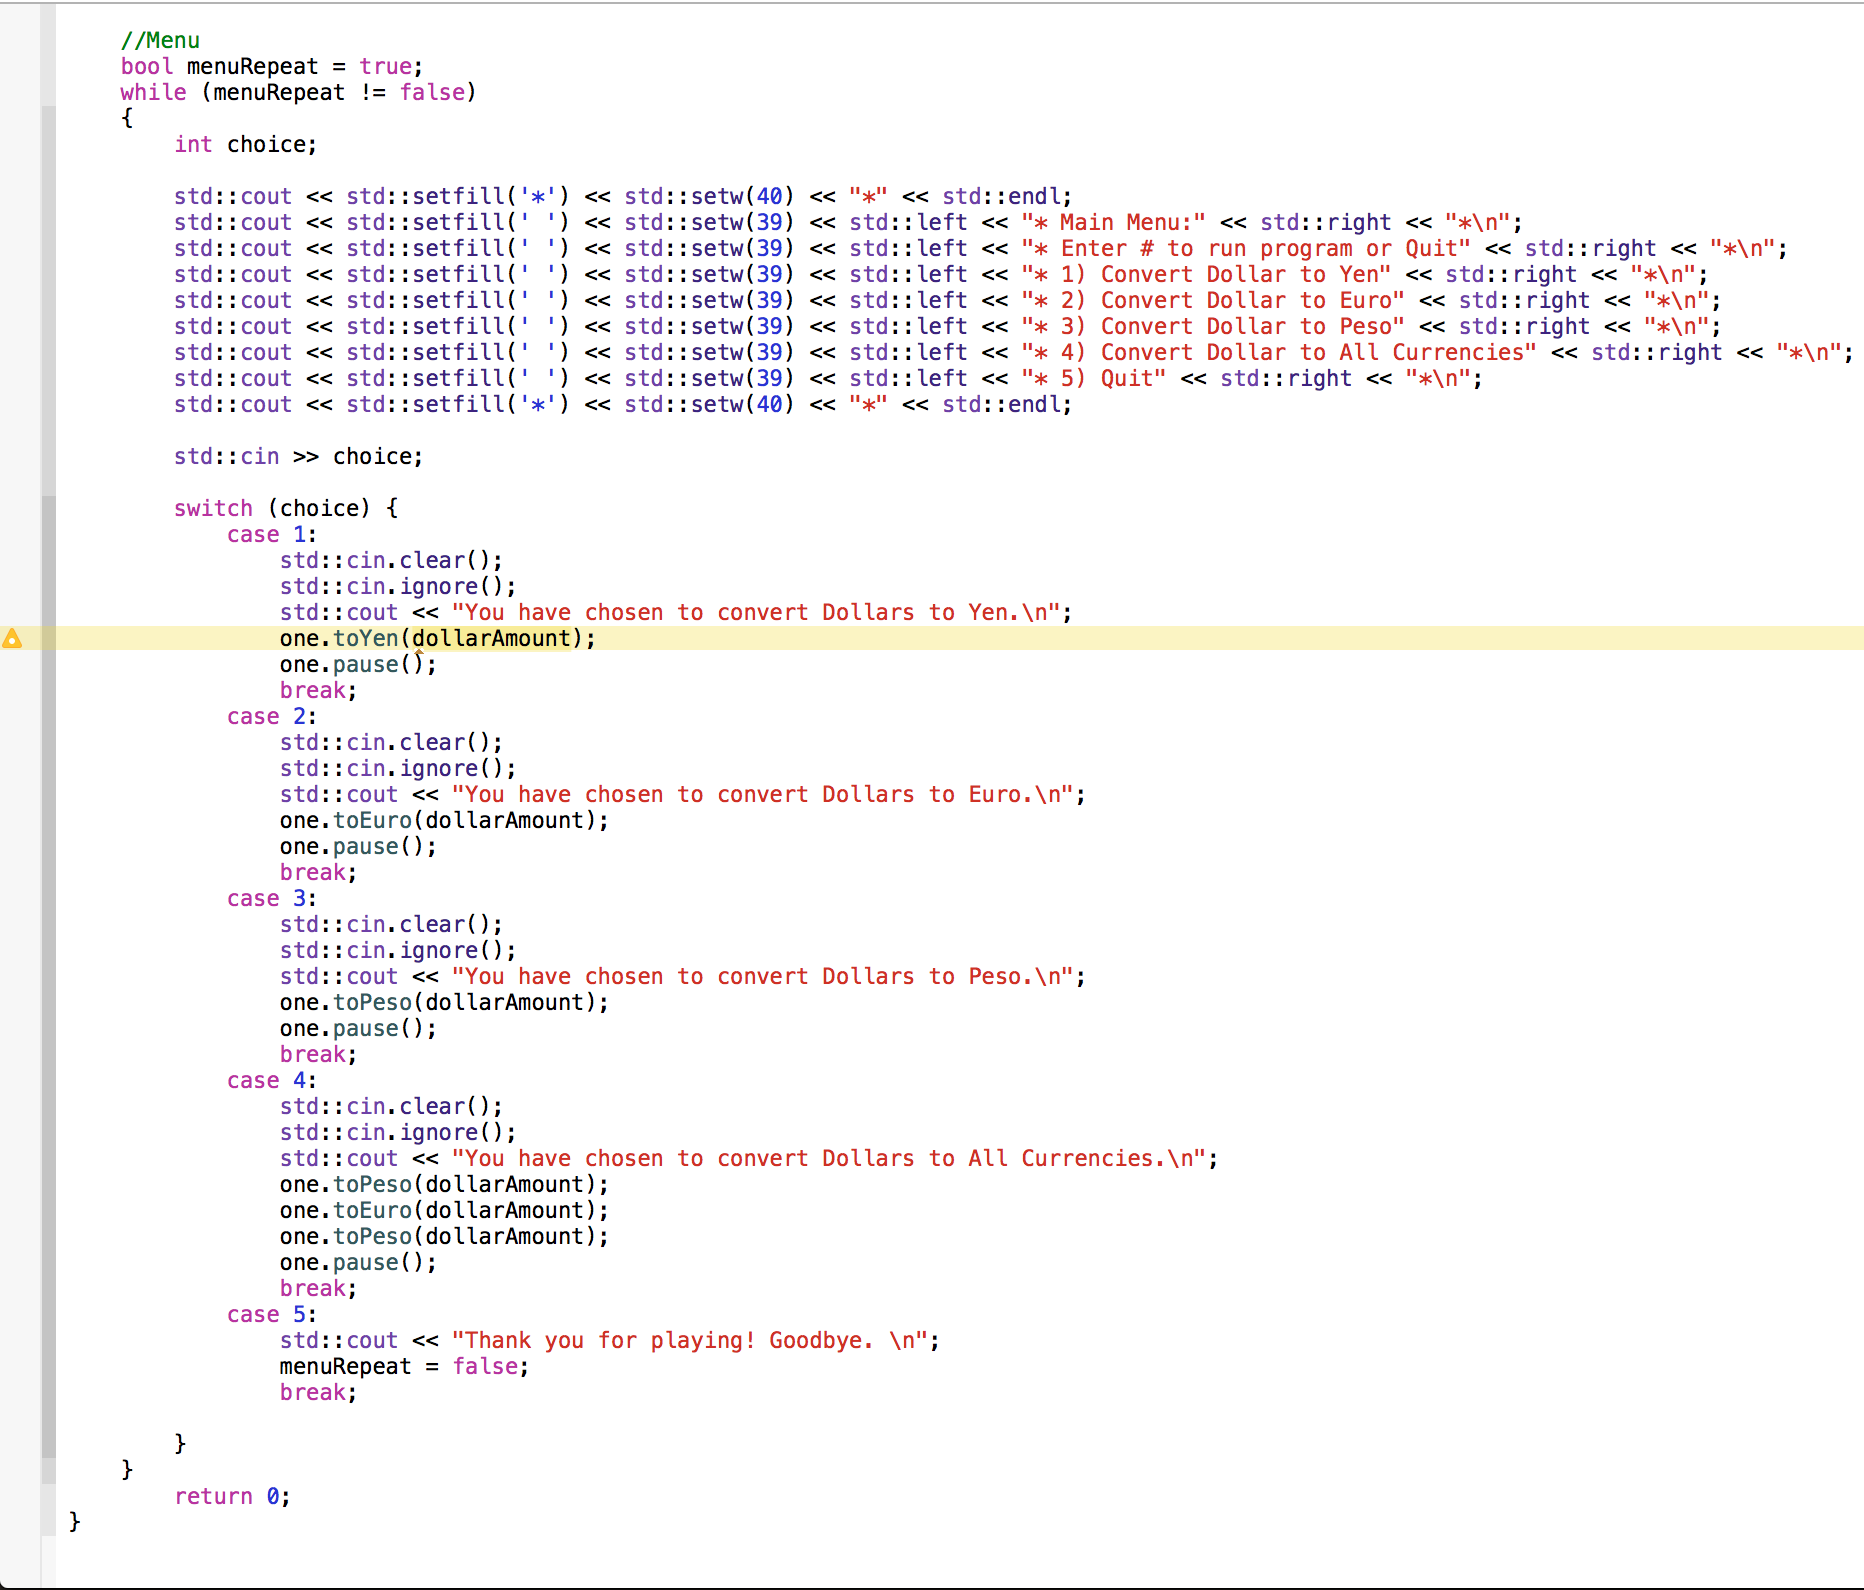 //Menu
bool menuRepeat = true;
while (menuRepeat != false)
{
int choice;
std::cout << std::setfill('*') << std::setw(40) << "*" << std::endl;
std::cout << std::setfill(' ') << std::setw(39) << std::left << "* Main Menu:" << std::right << "*\n";
std::cout << std::setfill(' ') << std::setw(39) << std::left << "* Enter # to run program or Quit" << std::right << "*\n";
std::cout << std::setfill(' ') << std::setw(39) << std::left << "* 1) Convert Dollar to Yen" << std::right << "*\n";
std::cout << std::setfill(' ') << std::setw(39) << std::left << "* 2) Convert Dollar to Euro" << std::right << "*\n";
std::cout << std::setfill(' ') << std::setw(39) << std::left << "* 3) Convert Dollar to Peso" << std::right << "*\n";
std::cout << std::setfill(' ') << std::setw(39) << std::left << "* 4) Convert Dollar to All Currencies" << std::right << "*\n";
std::cout << std::setfill(' ') << std::setw(39) << std::left << "* 5) Quit" << std::right << "*\n";
std::cout << std::setfill('*') << std::setw(40) << "*" << std::endl;
std::cin >> choice;
switch (choice) {
case 1:
std::cin.clear();
std::cin.ignore();
std::cout << "You have chosen to convert Dollars to Yen.\n";
one.toYen(dollarAmount);
one.pause();
break;
case 2:
std::cin.clear();
std::cin.ignore();
std::cout << "You have chosen to convert Dollars to Euro.\n";
one.toEuro(dollarAmount);
one.pause();
break;
case 3:
std::cin.clear();
std::cin.ignore();
std::cout << "You have chosen to convert Dollars to Peso.\n";
one.toPeso(dollarAmount);
one.pause();
break;
case 4:
std::cin.clear();
std::cin.ignore();
std::cout << "You have chosen to convert Dollars to All Currencies.\n";
one.toPeso(dollarAmount);
one.toEuro(dollarAmount);
one.toPeso(dollarAmount);
one.pause();
break;
case 5:
std::cout << "Thank you for playing! Goodbye. \n";
menuRepeat = false;
break;
}
}
return 0;
}